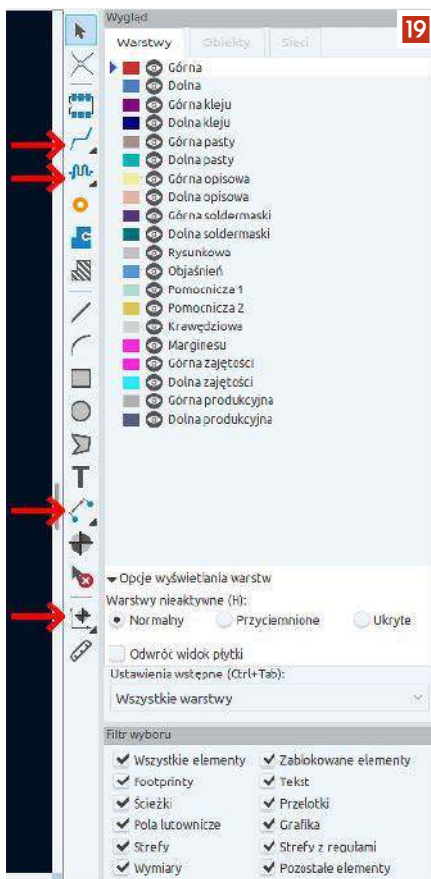 Wygląd
19
Warstwy Obiekty Sieci
Górna
Dolna
Górna kleju
Dolna kleju
Górna pasty
Dolna pasty
Górna opisowa
Dolna opisowa
Górna soldermaski
Dolna soldermaski
Rysunkowa
Objaśnień
Pomocnicza 1
Pomocnicza 2
Krawędziowa
Marginesu
Górna zajętości
Dolna zajętości
Górna produkcyjna
Dolna produkcyjna
T
Opcje wyświetlania warstw
Warstwy nieaktywne (H):
Normalny Przyciemnione Ukryte
Odwróć widok płytki
Ustawienia wstępne (Ctrl+Tab):
Wszystkie warstwy
Filtr wyboru
Wszystkie elementy Zablokowane elementy
Footprinty Tekst
Ścieżki Przelotki
Pola lutownicze Grafika
Strefy Strefy z regułami
Wymiary Pozostałe elementy